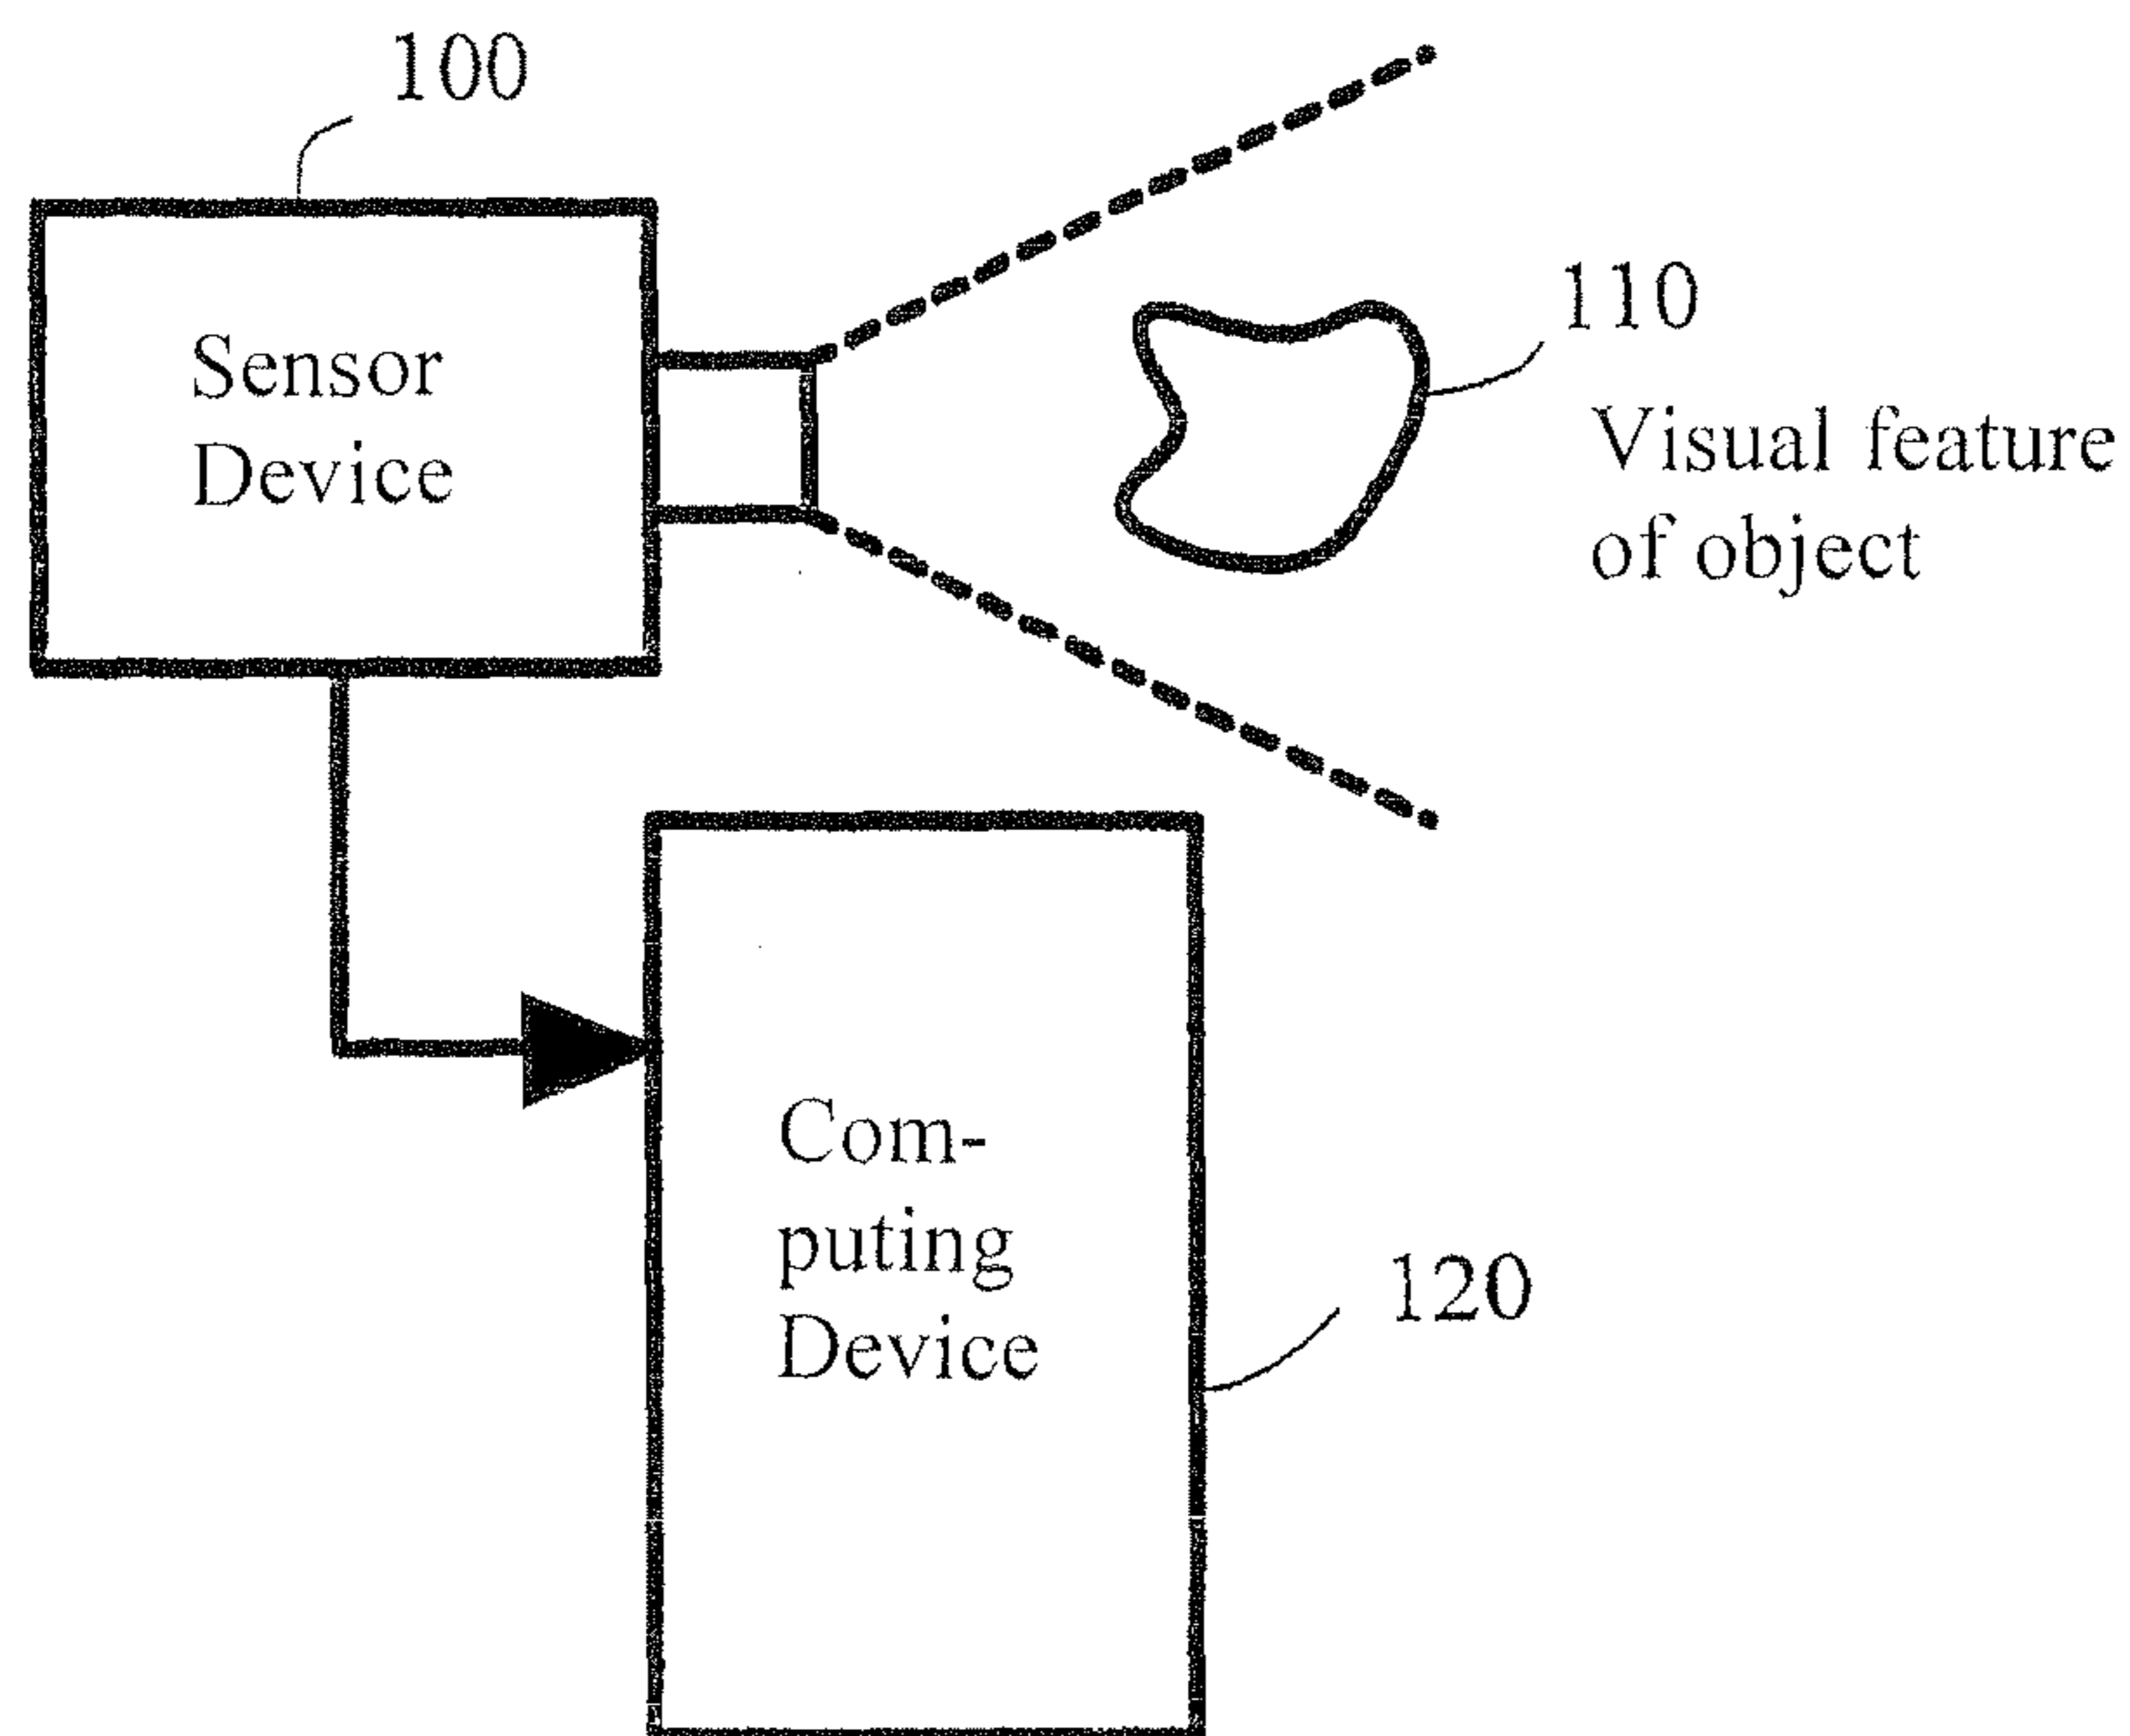 100
Sensor
Device
110
Visual feature
of object
Com-
puting
Device
120